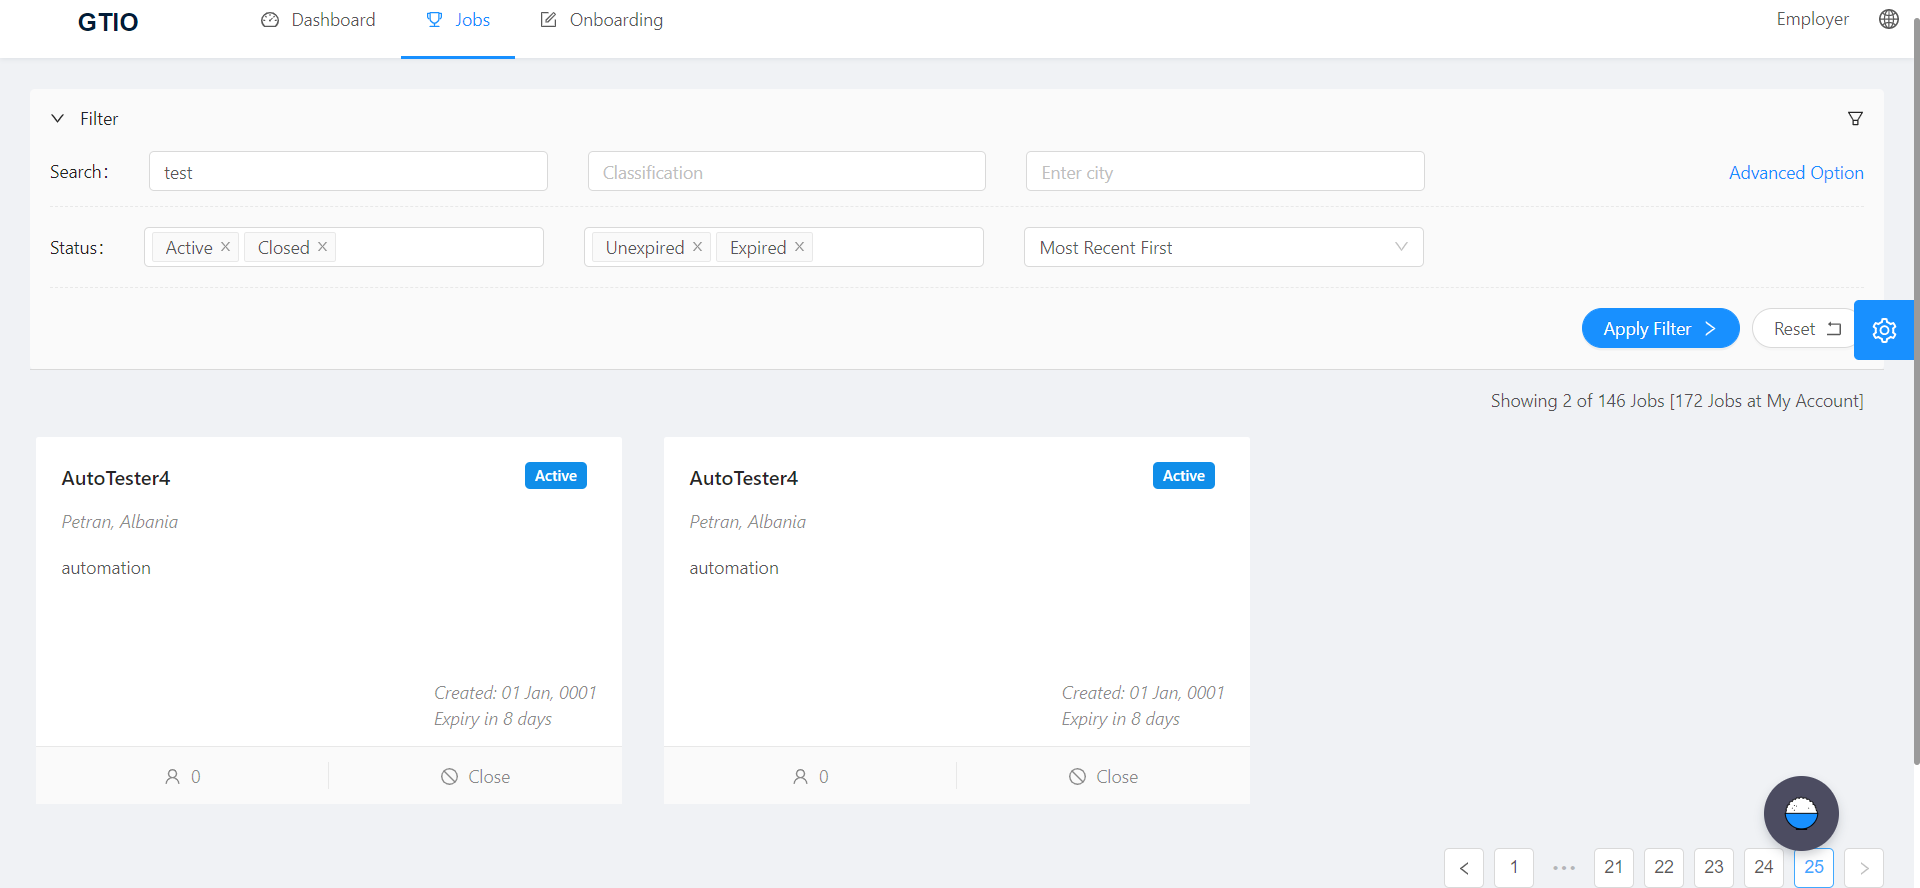 GTIO Dashboard Jobs Onboarding Employer
Filter
Search: test Classification Enter city Advanced Option
Status: Active Closed Unexpired Expired Most Recent First
Apply Filter Reset
Showing 2 of 146 Jobs [172 Jobs at My Account]
AutoTester4 Active
Petran, Albania
automation
Created: 01 Jan, 0001
Expiry in 8 days
0 Close
AutoTester4 Active
Petran, Albania
automation
Created: 01 Jan, 0001
Expiry in 8 days
0 Close
< 1 ••• 21 22 23 24 25 >